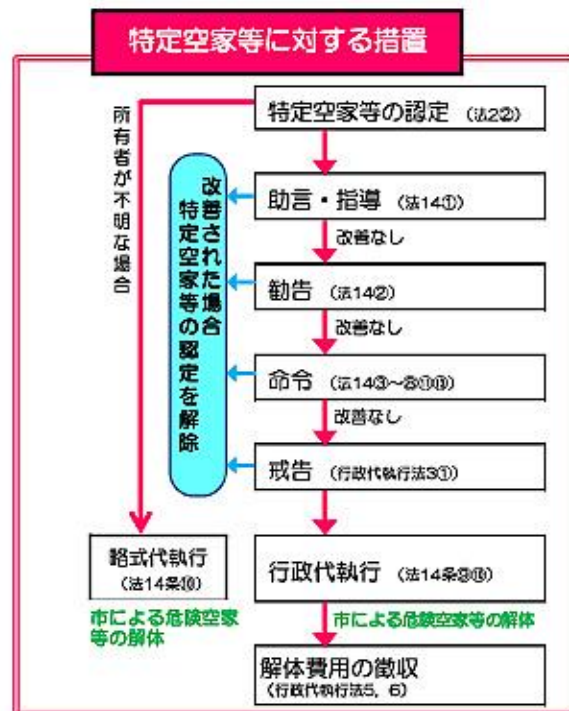 特定空家等に対する措置
所有者が不明な場合
特定空家等の認定 (法2②)
改善された場合
特定空家等の認定を解除
助言・指導 (法14①)
改善なし
勧告 (法14②)
改善なし
命令 (法14③~⑧⑪⑬)
改善なし
戒告 (行政代執行法3①)
略式代執行
(法14条⑩)
市による危険空家
等の解体
行政代執行 (法14条⑨)
市による危険空家等の解体
解体費用の徴収
(行政代執行法5, 6)